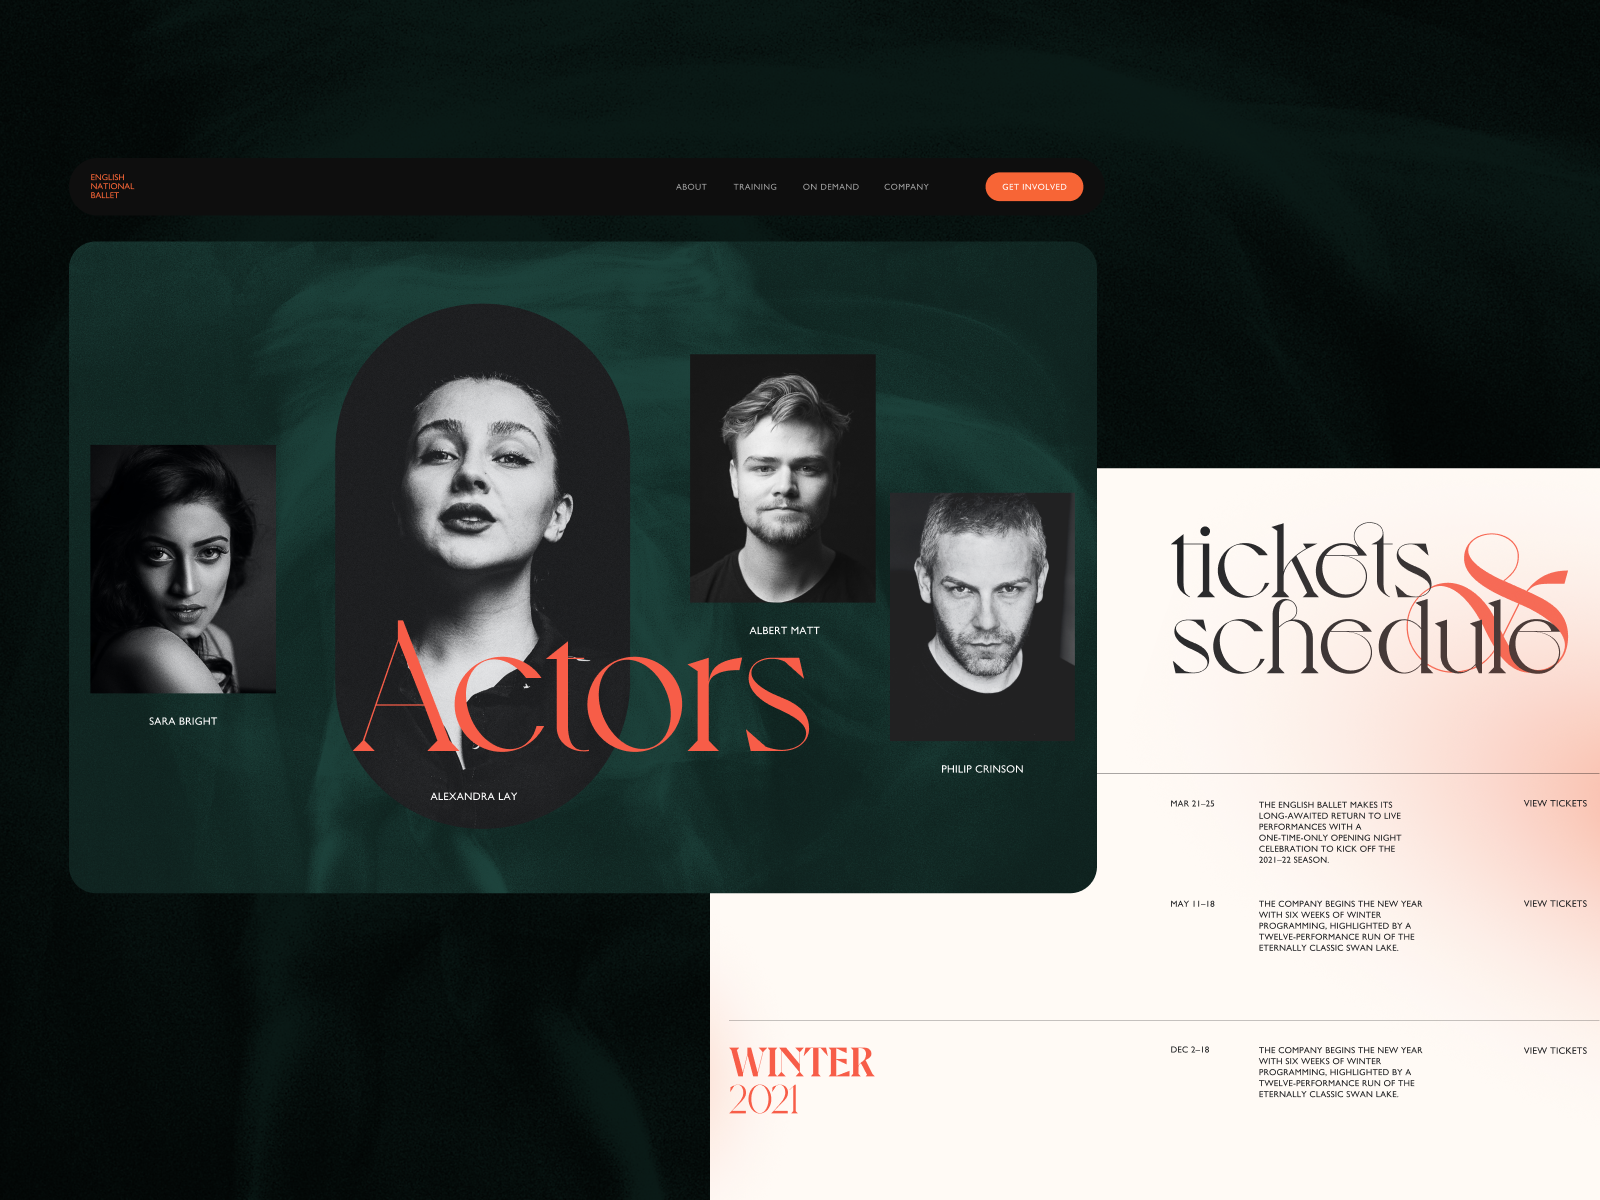 ENGLISH
NATIONAL
BALLET
ABOUT
TRAINING
ON DEMAND
COMPANY
GET INVOLVED
SARA BRIGHT
ALEXANDRA LAY
Actors
ALBERT MATT
PHILIP CRINSON
tickets &
schedule
MAR 21–25
THE ENGLISH BALLET MAKES ITS
LONG-AWAITED RETURN TO LIVE
PERFORMANCES WITH A
ONE-TIME-ONLY OPENING NIGHT
CELEBRATION TO KICK OFF THE
2021–22 SEASON.
VIEW TICKETS
MAY 11–18
THE COMPANY BEGINS THE NEW YEAR
WITH SIX WEEKS OF WINTER
PROGRAMMING, HIGHLIGHTED BY A
TWELVE-PERFORMANCE RUN OF THE
ETERNALLY CLASSIC SWAN LAKE.
VIEW TICKETS
WINTER
2021
DEC 2–18
THE COMPANY BEGINS THE NEW YEAR
WITH SIX WEEKS OF WINTER
PROGRAMMING, HIGHLIGHTED BY A
TWELVE-PERFORMANCE RUN OF THE
ETERNALLY CLASSIC SWAN LAKE.
VIEW TICKETS